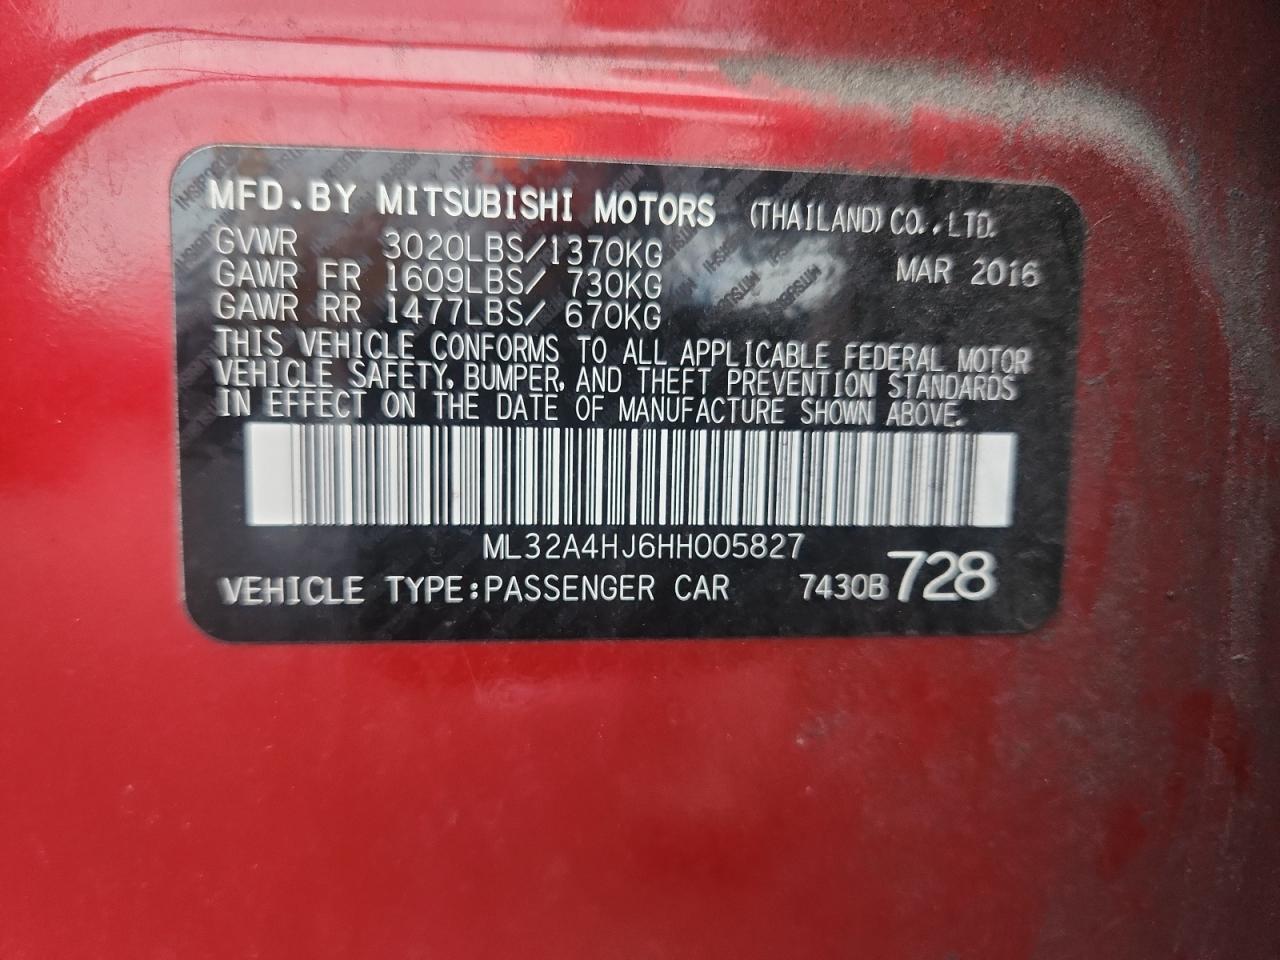 MFD.BY MITSUBISHI MOTORS (THAILAND) CO.,LTD.
GVWR 3020LBS/1370KG MAR 2016
GAWR FR 1609LBS/ 730KG
GAWR RR 1477LBS/ 670KG
THIS VEHICLE CONFORMS TO ALL APPLICABLE FEDERAL MOTOR
VEHICLE SAFETY, BUMPER, AND THEFT PREVENTION STANDARDS
IN EFFECT ON THE DATE OF MANUFACTURE SHOWN ABOVE.
ML32A4HJ6HH005827
VEHICLE TYPE:PASSENGER CAR 7430B 728